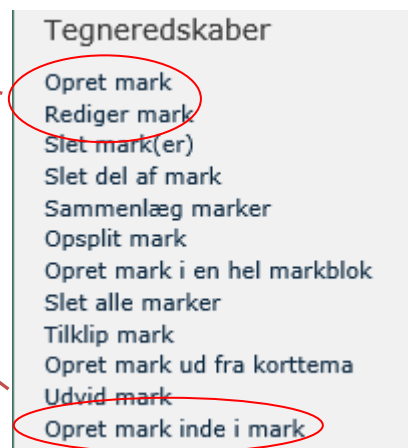 Tegneredskaber
Opret mark
Rediger mark
Slet mark(er)
Slet del af mark
Sammenlæg marker
Opsplit mark
Opret mark i en hel markblok
Slet alle marker
Tilklip mark
Opret mark ud fra korttema
Udvid mark
Opret mark inde i mark